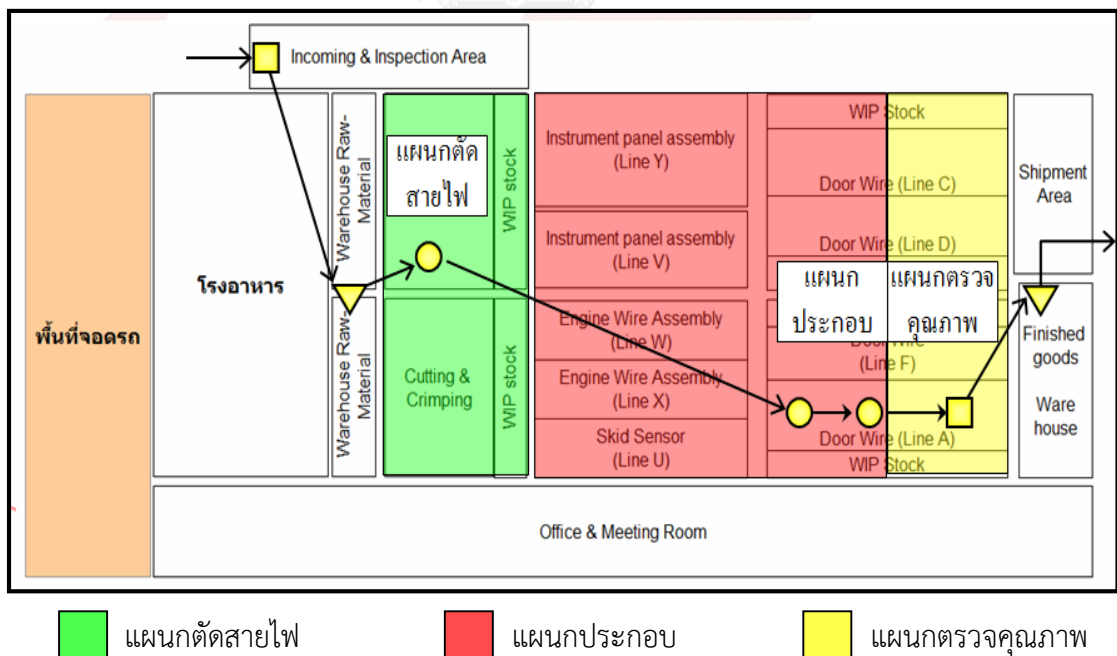 Incoming & Inspection Area
พื้นที่จอดรถ
โรงอาหาร
Warehouse Raw-
Material
Warehouse Raw-
Material
แผนกตัด
สายไฟ
WIP stock
Cutting &
Crimping
WIP stock
Instrument panel assembly
(Line Y)
Instrument panel assembly
(Line V)
Engine Wire Assembly
(Line W)
Engine Wire Assembly
(Line X)
Skid Sensor
(Line U)
WIP Stock
Door Wire (Line C)
Door Wire (Line D)
แผนก
ประกอบ
แผนกตรวจ
คุณภาพ
Door Wire
(Line F)
Door Wire (Line A)
WIP Stock
Shipment
Area
Finished
goods
Ware
house
Office & Meeting Room
แผนกตัดสายไฟ
แผนกประกอบ
แผนกตรวจคุณภาพ